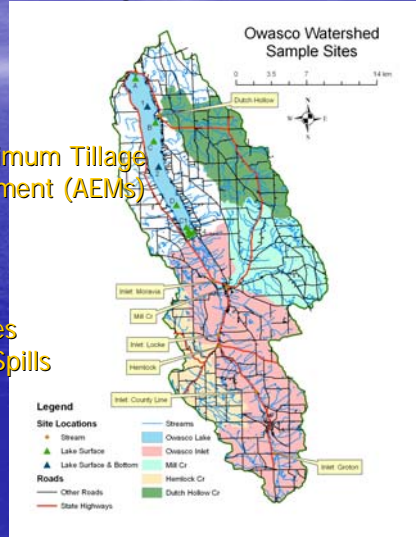 Owasco Watershed
Sample Sites
0 3.5 7 14 km
N
W E
S
Dutch Hollow
A
1
B
C
2
D
mum Tillage
ment (AEMs)
Inlet: Moravia
Mill Cr
es
Inlet: Locke
Spills
Hemlock
Inlet: County Line
Inlet: Groton
Legend
Site Locations
Stream
Lake Surface
Lake Surface & Bottom
Roads
Other Roads
State Highways
Streams
Owasco Lake
Owasco Inlet
Mill Cr
Hemlock Cr
Dutch Hollow Cr